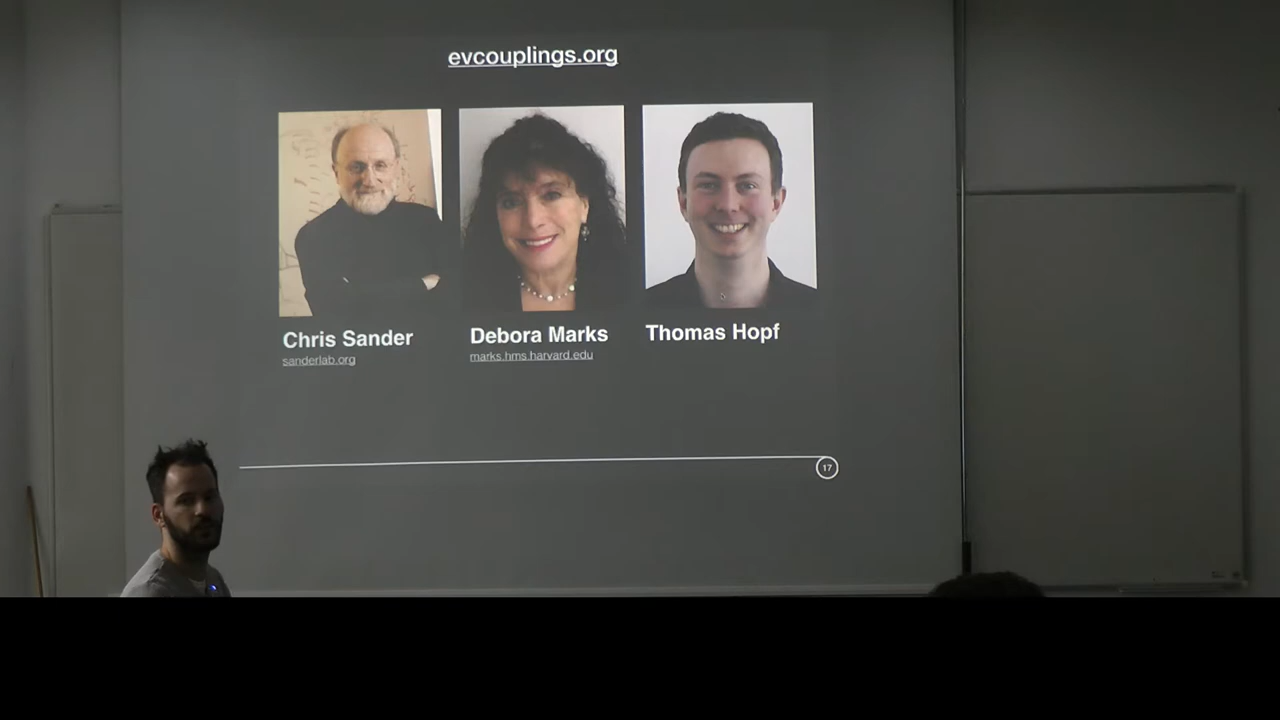 evcouplings.org
Chris Sander
sanderlab.org
Debora Marks
marks.hms.harvard.edu
Thomas Hopf
17